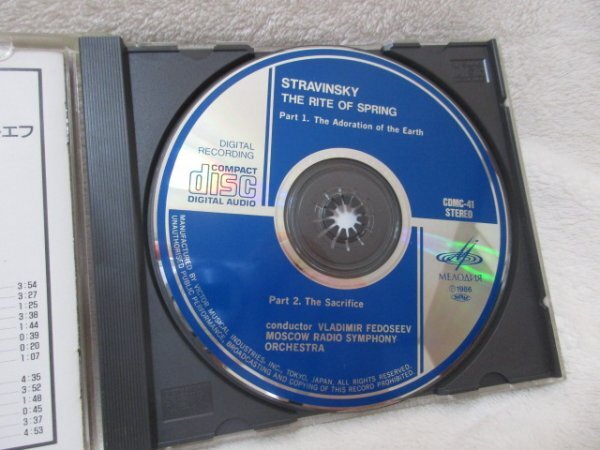 エフ
3:54
3:27
1:25
3:38
1:44
0:39
0:20
1:07
4:35
3:52
1:48
0:45
3:37
4:53
STRAVINSKY
THE RITE OF SPRING
Part 1. The Adoration of the Earth
DIGITAL
RECORDING
COMPACT
disc
DIGITAL AUDIO
CDMC-41
STEREO
МЕЛОДИЯ
℗1986
Part 2. The Sacrifice
conductor VLADIMIR FEDOSEEV
MOSCOW RADIO SYMPHONY
ORCHESTRA
MANUFACTURED BY VICTOR MUSICAL INDUSTRIES, INC., TOKYO, JAPAN. ALL RIGHTS RESERVED.
UNAUTHORISED PUBLIC PERFORMANCE, BROADCASTING AND COPYING OF THIS RECORD PROHIBITED.